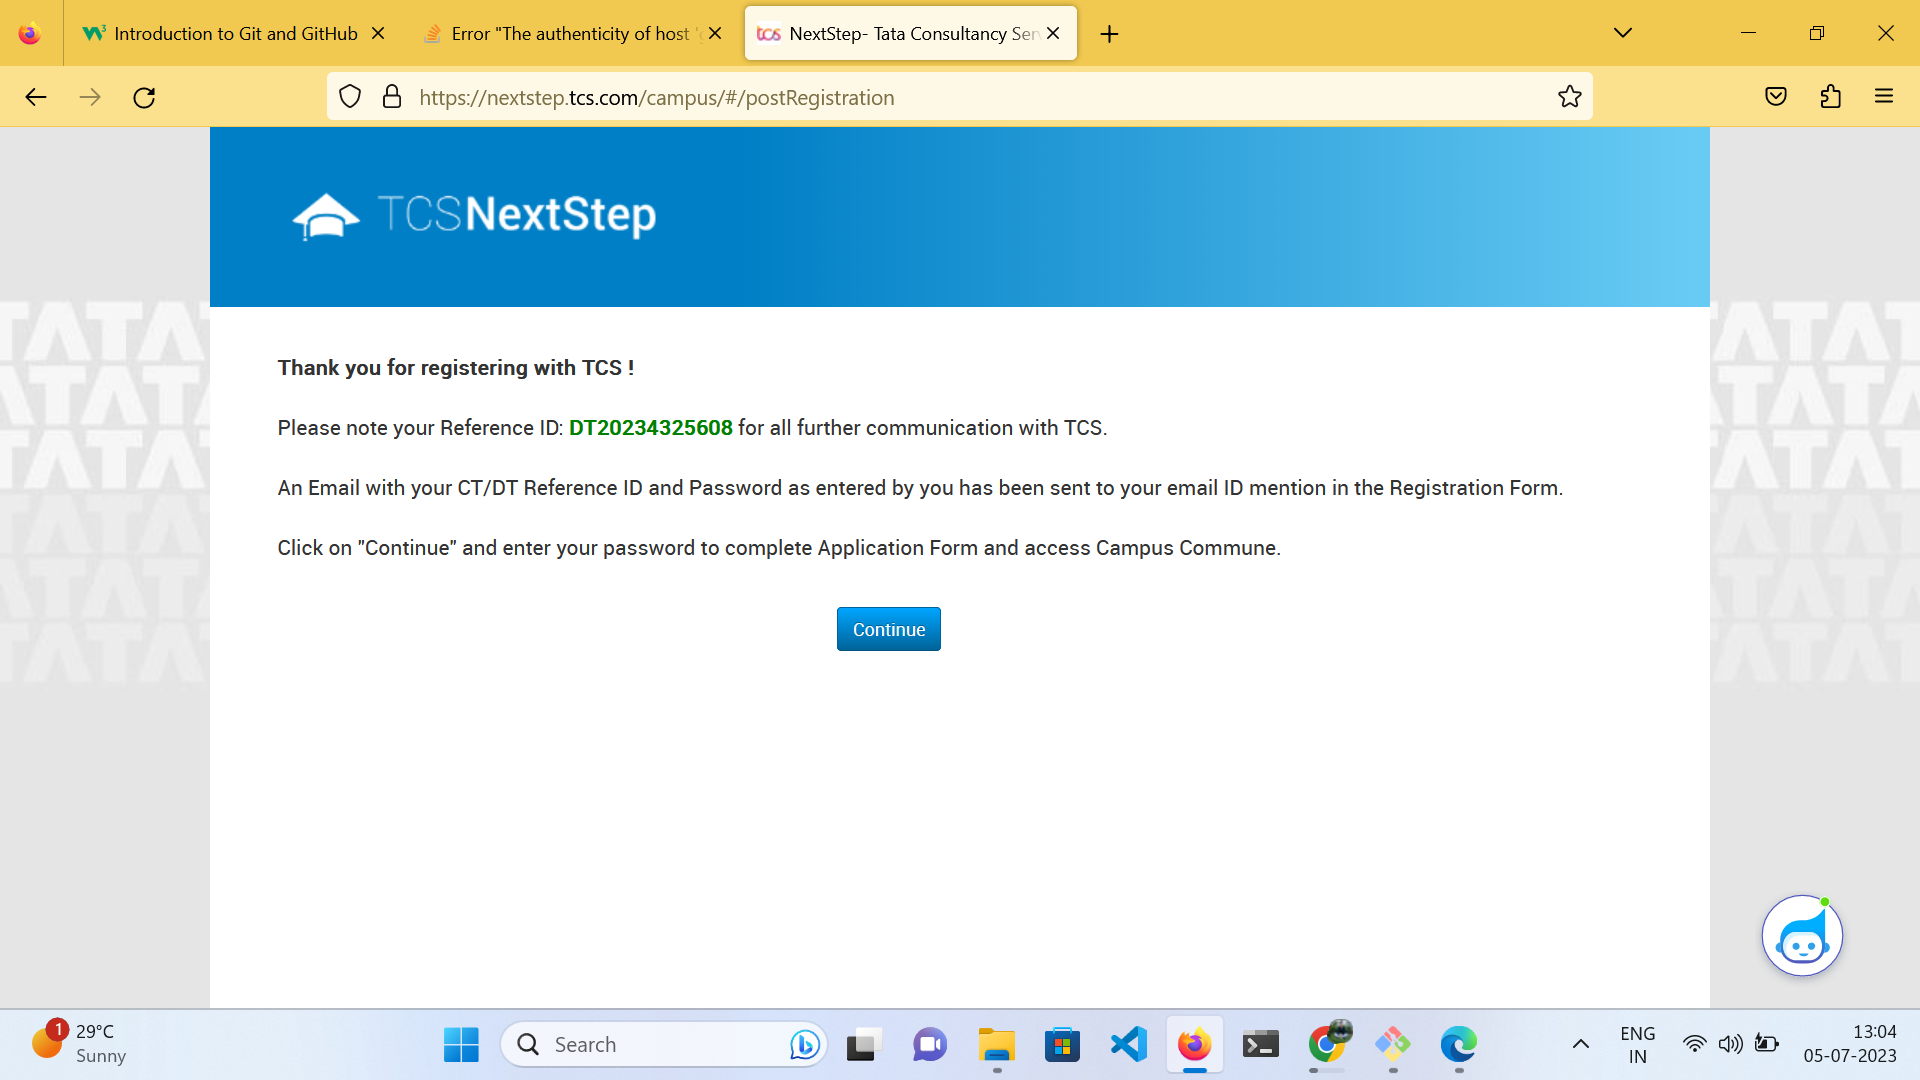 Introduction to Git and GitHub
Error "The authenticity of host '
NextStep- Tata Consultancy Ser
https://nextstep.tcs.com/campus/#/postRegistration
TCSNextStep
Thank you for registering with TCS !
Please note your Reference ID: DT20234325608 for all further communication with TCS.
An Email with your CT/DT Reference ID and Password as entered by you has been sent to your email ID mention in the Registration Form.
Click on "Continue" and enter your password to complete Application Form and access Campus Commune.
Continue
1
29°C
Sunny
Search
ENG
IN
13:04
05-07-2023